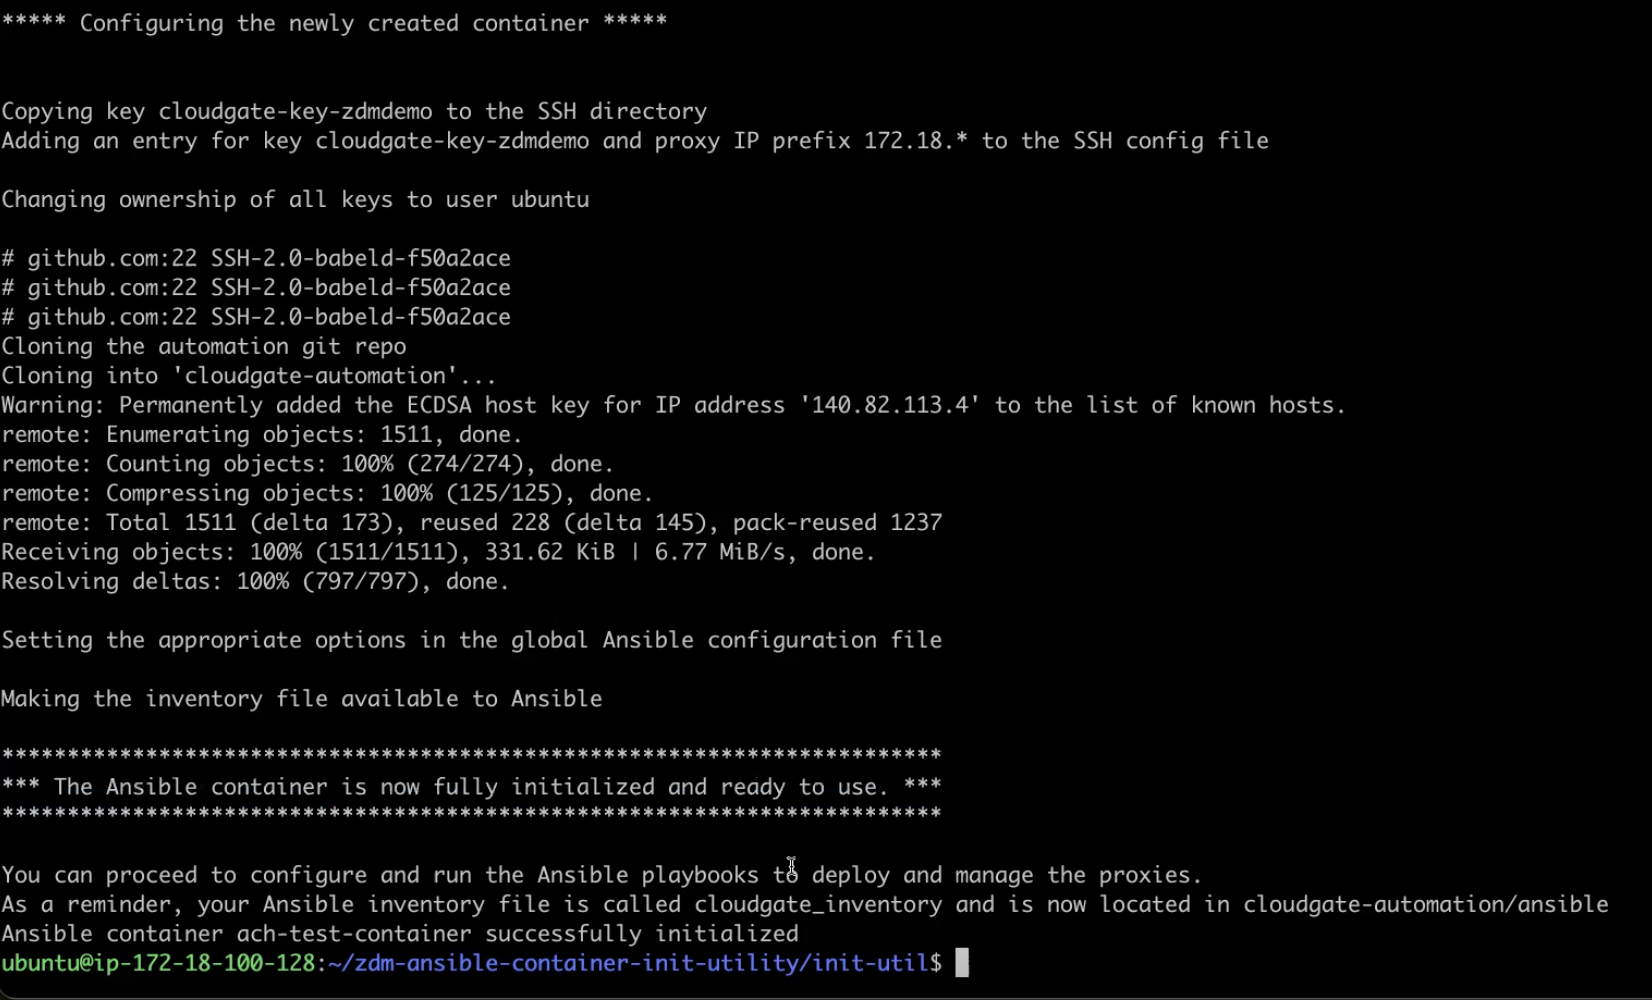 ***** Configuring the newly created container *****
Copying key cloudgate-key-zdmdemo to the SSH directory
Adding an entry for key cloudgate-key-zdmdemo and proxy IP prefix 172.18.* to the SSH config file
Changing ownership of all keys to user ubuntu
# github.com:22 SSH-2.0-babeld-f50a2ace
# github.com:22 SSH-2.0-babeld-f50a2ace
# github.com:22 SSH-2.0-babeld-f50a2ace
Cloning the automation git repo
Cloning into 'cloudgate-automation'...
Warning: Permanently added the ECDSA host key for IP address '140.82.113.4' to the list of known hosts.
remote: Enumerating objects: 1511, done.
remote: Counting objects: 100% (274/274), done.
remote: Compressing objects: 100% (125/125), done.
remote: Total 1511 (delta 173), reused 228 (delta 145), pack-reused 1237
Receiving objects: 100% (1511/1511), 331.62 KiB | 6.77 MiB/s, done.
Resolving deltas: 100% (797/797), done.
Setting the appropriate options in the global Ansible configuration file
Making the inventory file available to Ansible
************************************************************************
*** The Ansible container is now fully initialized and ready to use. ***
************************************************************************
You can proceed to configure and run the Ansible playbooks to deploy and manage the proxies.
As a reminder, your Ansible inventory file is called cloudgate_inventory and is now located in cloudgate-automation/ansible
Ansible container ach-test-container successfully initialized
ubuntu@ip-172-18-100-128:~/zdm-ansible-container-init-utility/init-util$